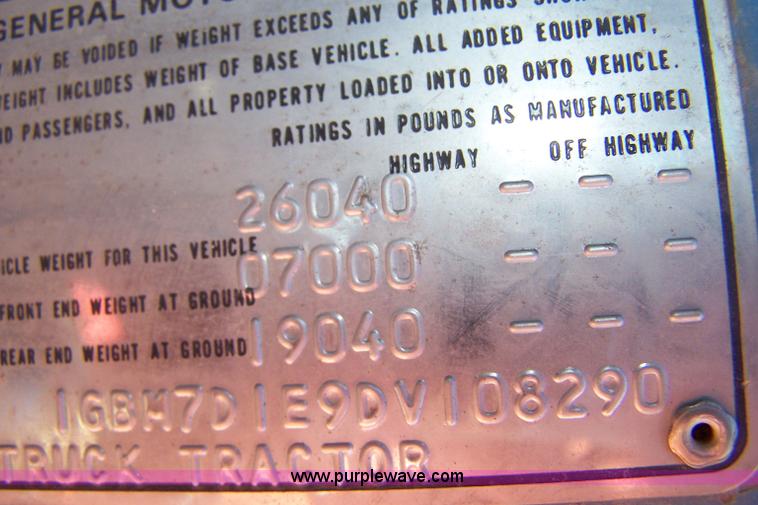 GENERAL MOTO
MAY BE VOIDED IF WEIGHT EXCEEDS ANY OF RATINGS
WEIGHT INCLUDES WEIGHT OF BASE VEHICLE. ALL ADDED EQUIPMENT,
PASSENGERS, AND ALL PROPERTY LOADED INTO OR ONTO VEHICLE.
RATINGS IN POUNDS AS MANUFACTURED
HIGHWAY OFF HIGHWAY
26040 - - -
ICLE WEIGHT FOR THIS VEHICLE 07000 - - -
FRONT END WEIGHT AT GROUND
REAR END WEIGHT AT GROUND 19040 - - -
1GBM7D1E9DV108290
TRUCK TRACTOR
www.purplewave.com